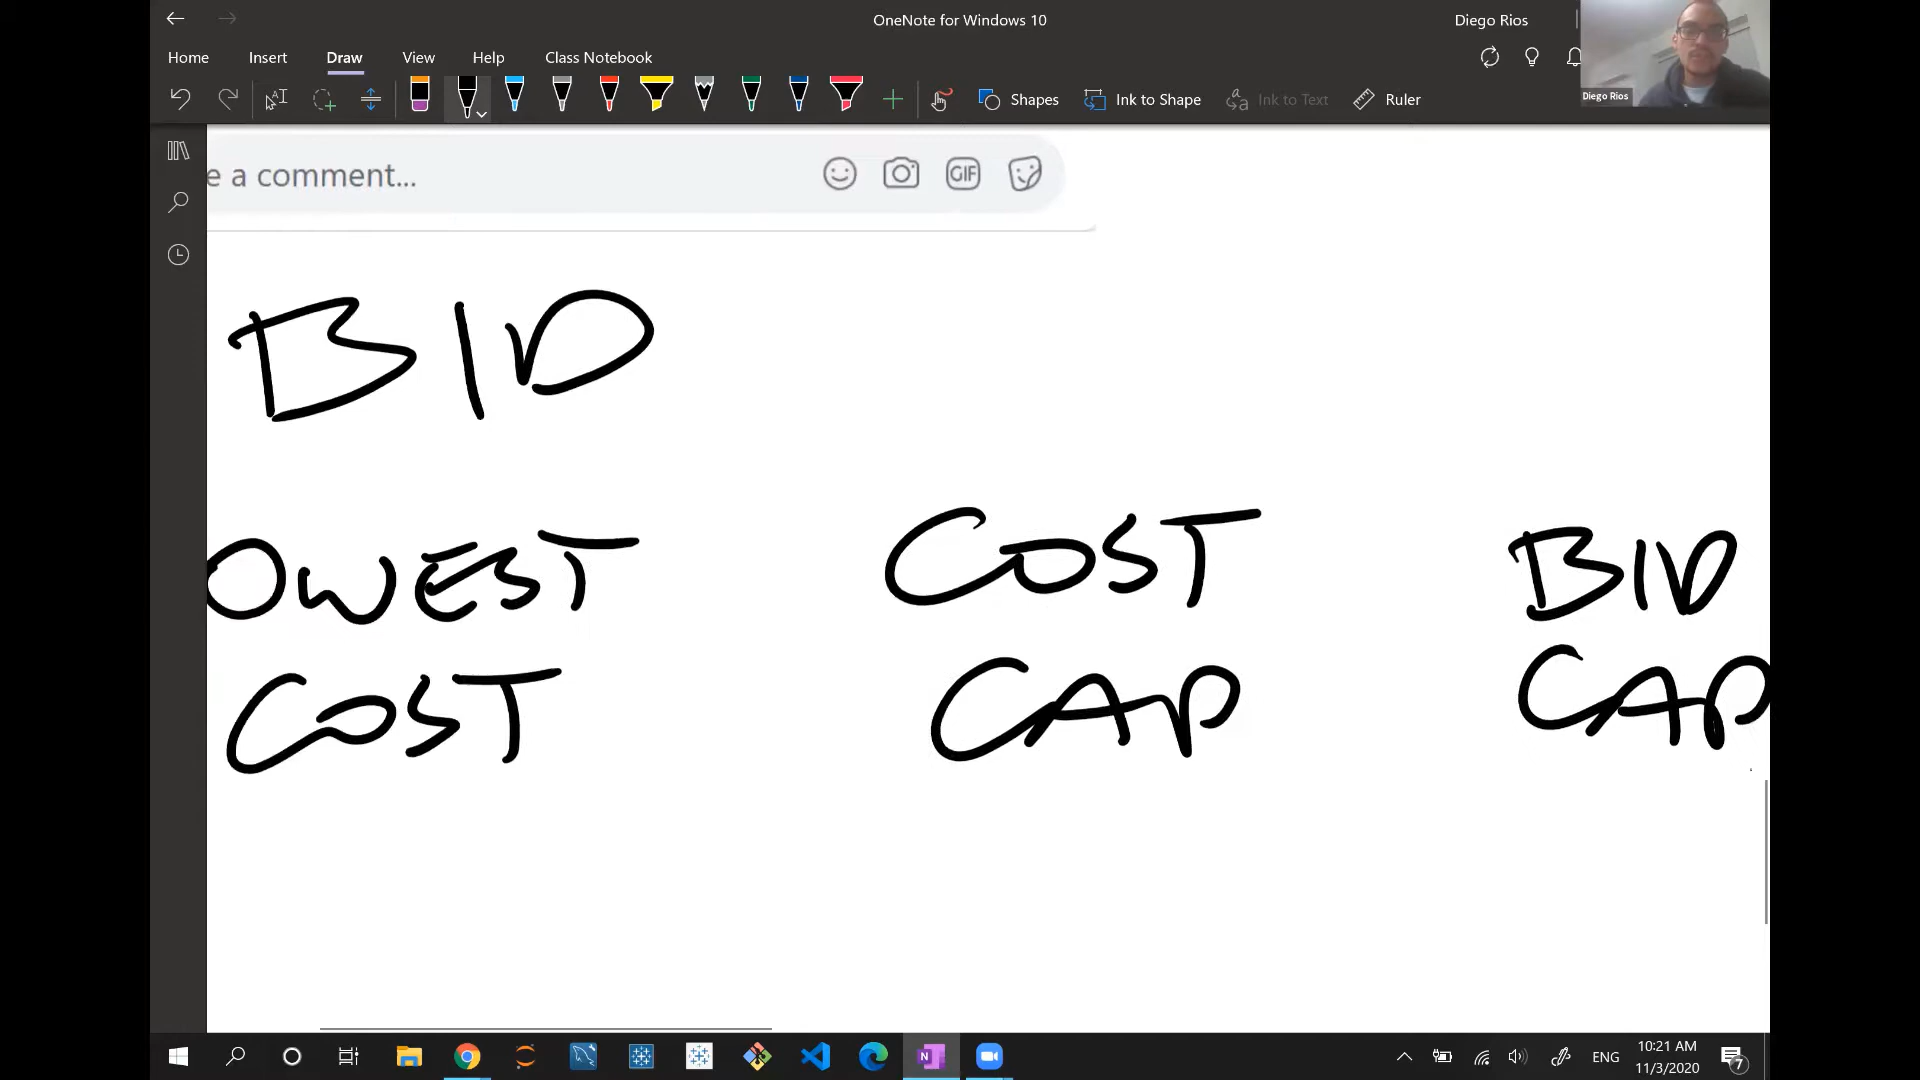 OneNote for Windows 10
Diego Rios
Home Insert Draw View Help Class Notebook
Shapes Ink to Shape Ink to Text Ruler
Diego Rios
e a comment...
GIF
BID
OWEST COST BID
COST CAP CAP
ENG 10:21 AM
11/3/2020 7